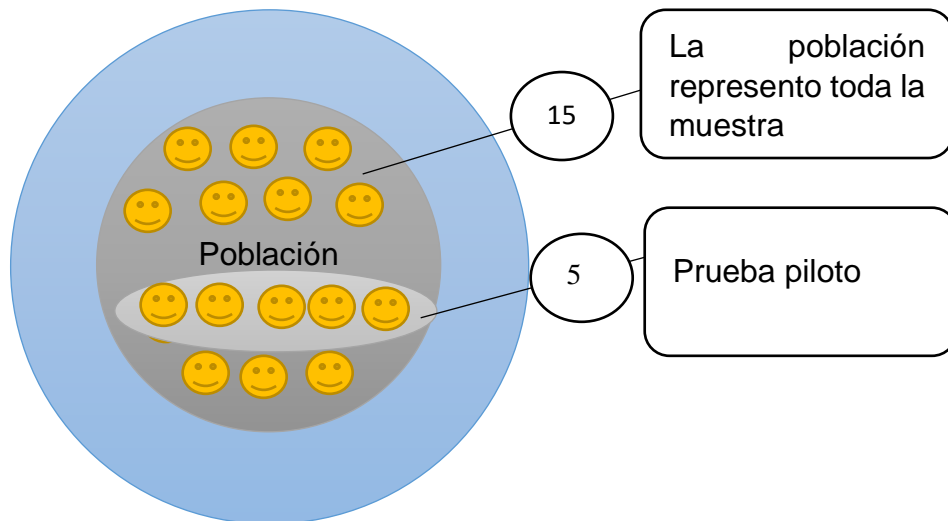 La población
represento toda la
muestra
15
Población
5
Prueba piloto